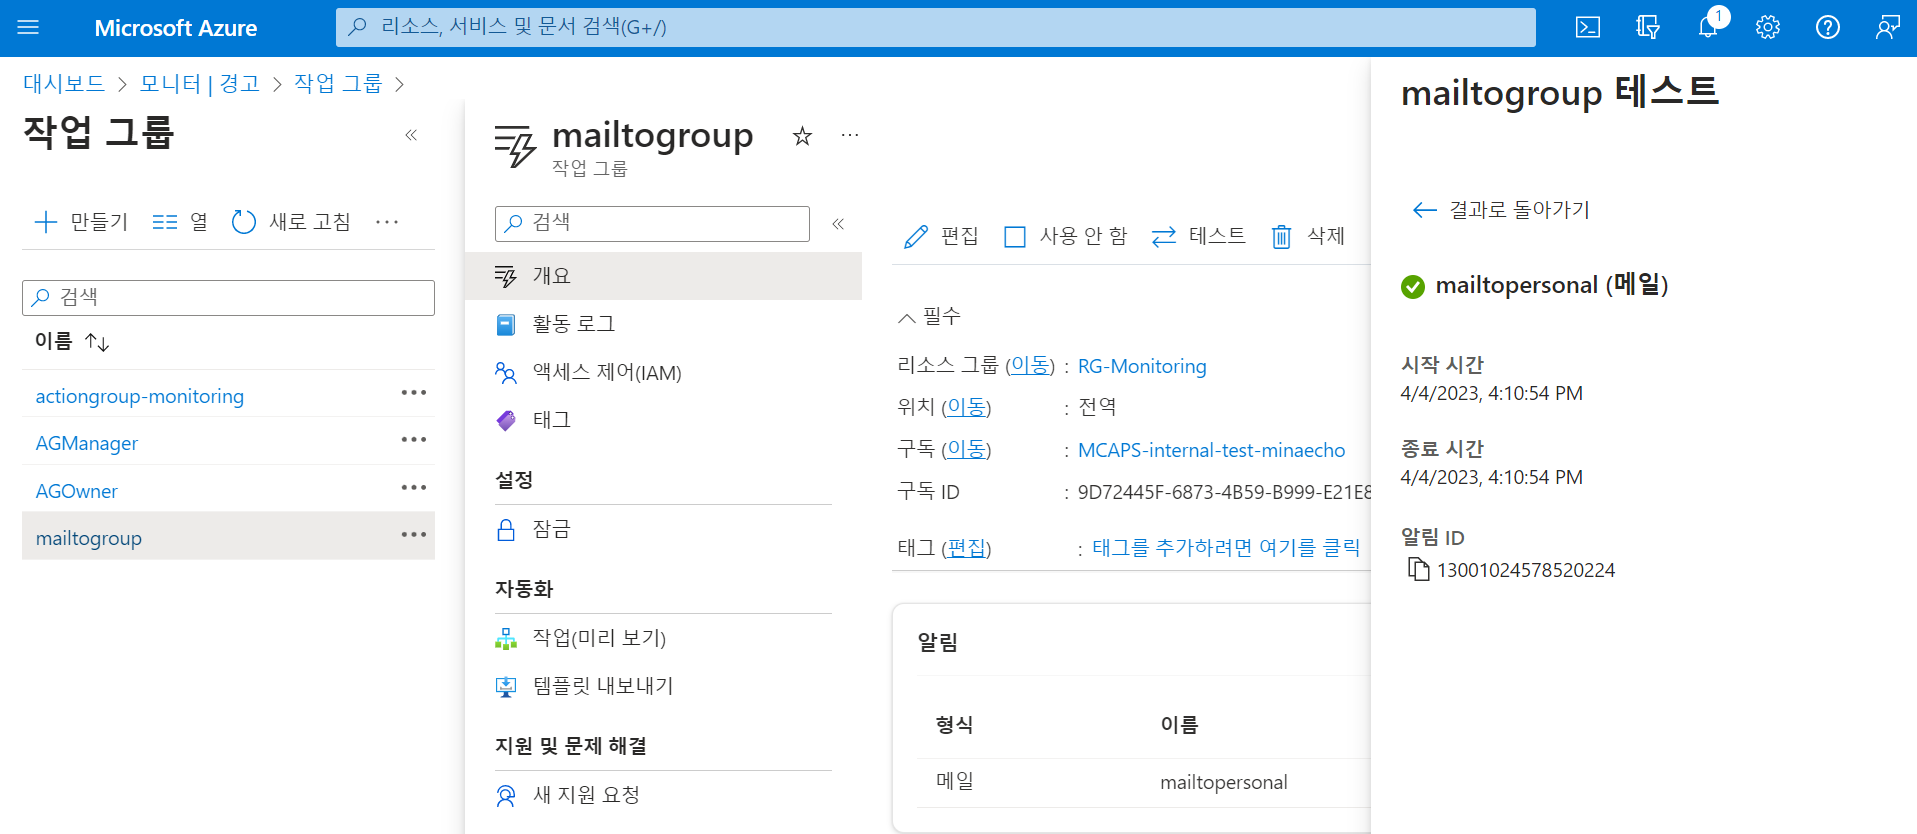 Microsoft Azure
리소스, 서비스 및 문서 검색(G+/)
1
대시보드 > 모니터 | 경고 > 작업 그룹 >
작업 그룹
만들기 열 새로 고침 ···
검색
이름
actiongroup-monitoring ···
AGManager ···
AGOwner ···
mailtogroup ···
mailtogroup ···
작업 그룹
검색
개요
활동 로그
액세스 제어(IAM)
태그
설정
잠금
자동화
작업(미리 보기)
템플릿 내보내기
지원 및 문제 해결
새 지원 요청
편집 사용 안 함 테스트 삭제
필수
리소스 그룹 (이동) : RG-Monitoring
위치 (이동) : 전역
구독 (이동) : MCAPS-internal-test-minaecho
구독 ID : 9D72445F-6873-4B59-B999-E21E8
태그 (편집) : 태그를 추가하려면 여기를 클릭
알림
형식 이름
메일 mailtopersonal
mailtogroup 테스트
결과로 돌아가기
mailtopersonal (메일)
시작 시간
4/4/2023, 4:10:54 PM
종료 시간
4/4/2023, 4:10:54 PM
알림 ID
13001024578520224